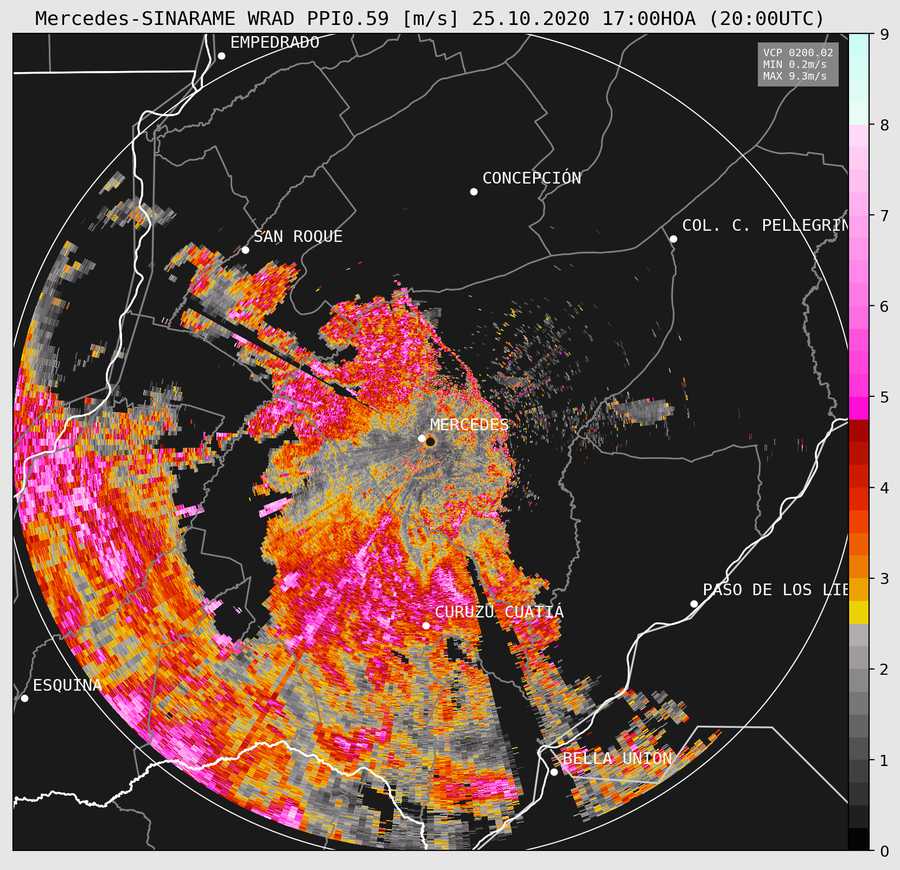 Mercedes-SINARAME WRAD PPI0.59 [m/s] 25.10.2020 17:00HOA (20:00UTC)
EMPEDRADO
VCP 0200.02
MIN 0.2m/s
MAX 9.3m/s
CONCEPCIÓN
COL. C. PELLEGRIN
SAN ROQUE
MERCEDES
PASO DE LOS LIE
CURUZÚ CUATIÁ
ESQUINA
BELLA UNIÓN
9
8
7
6
5
4
3
2
1
0